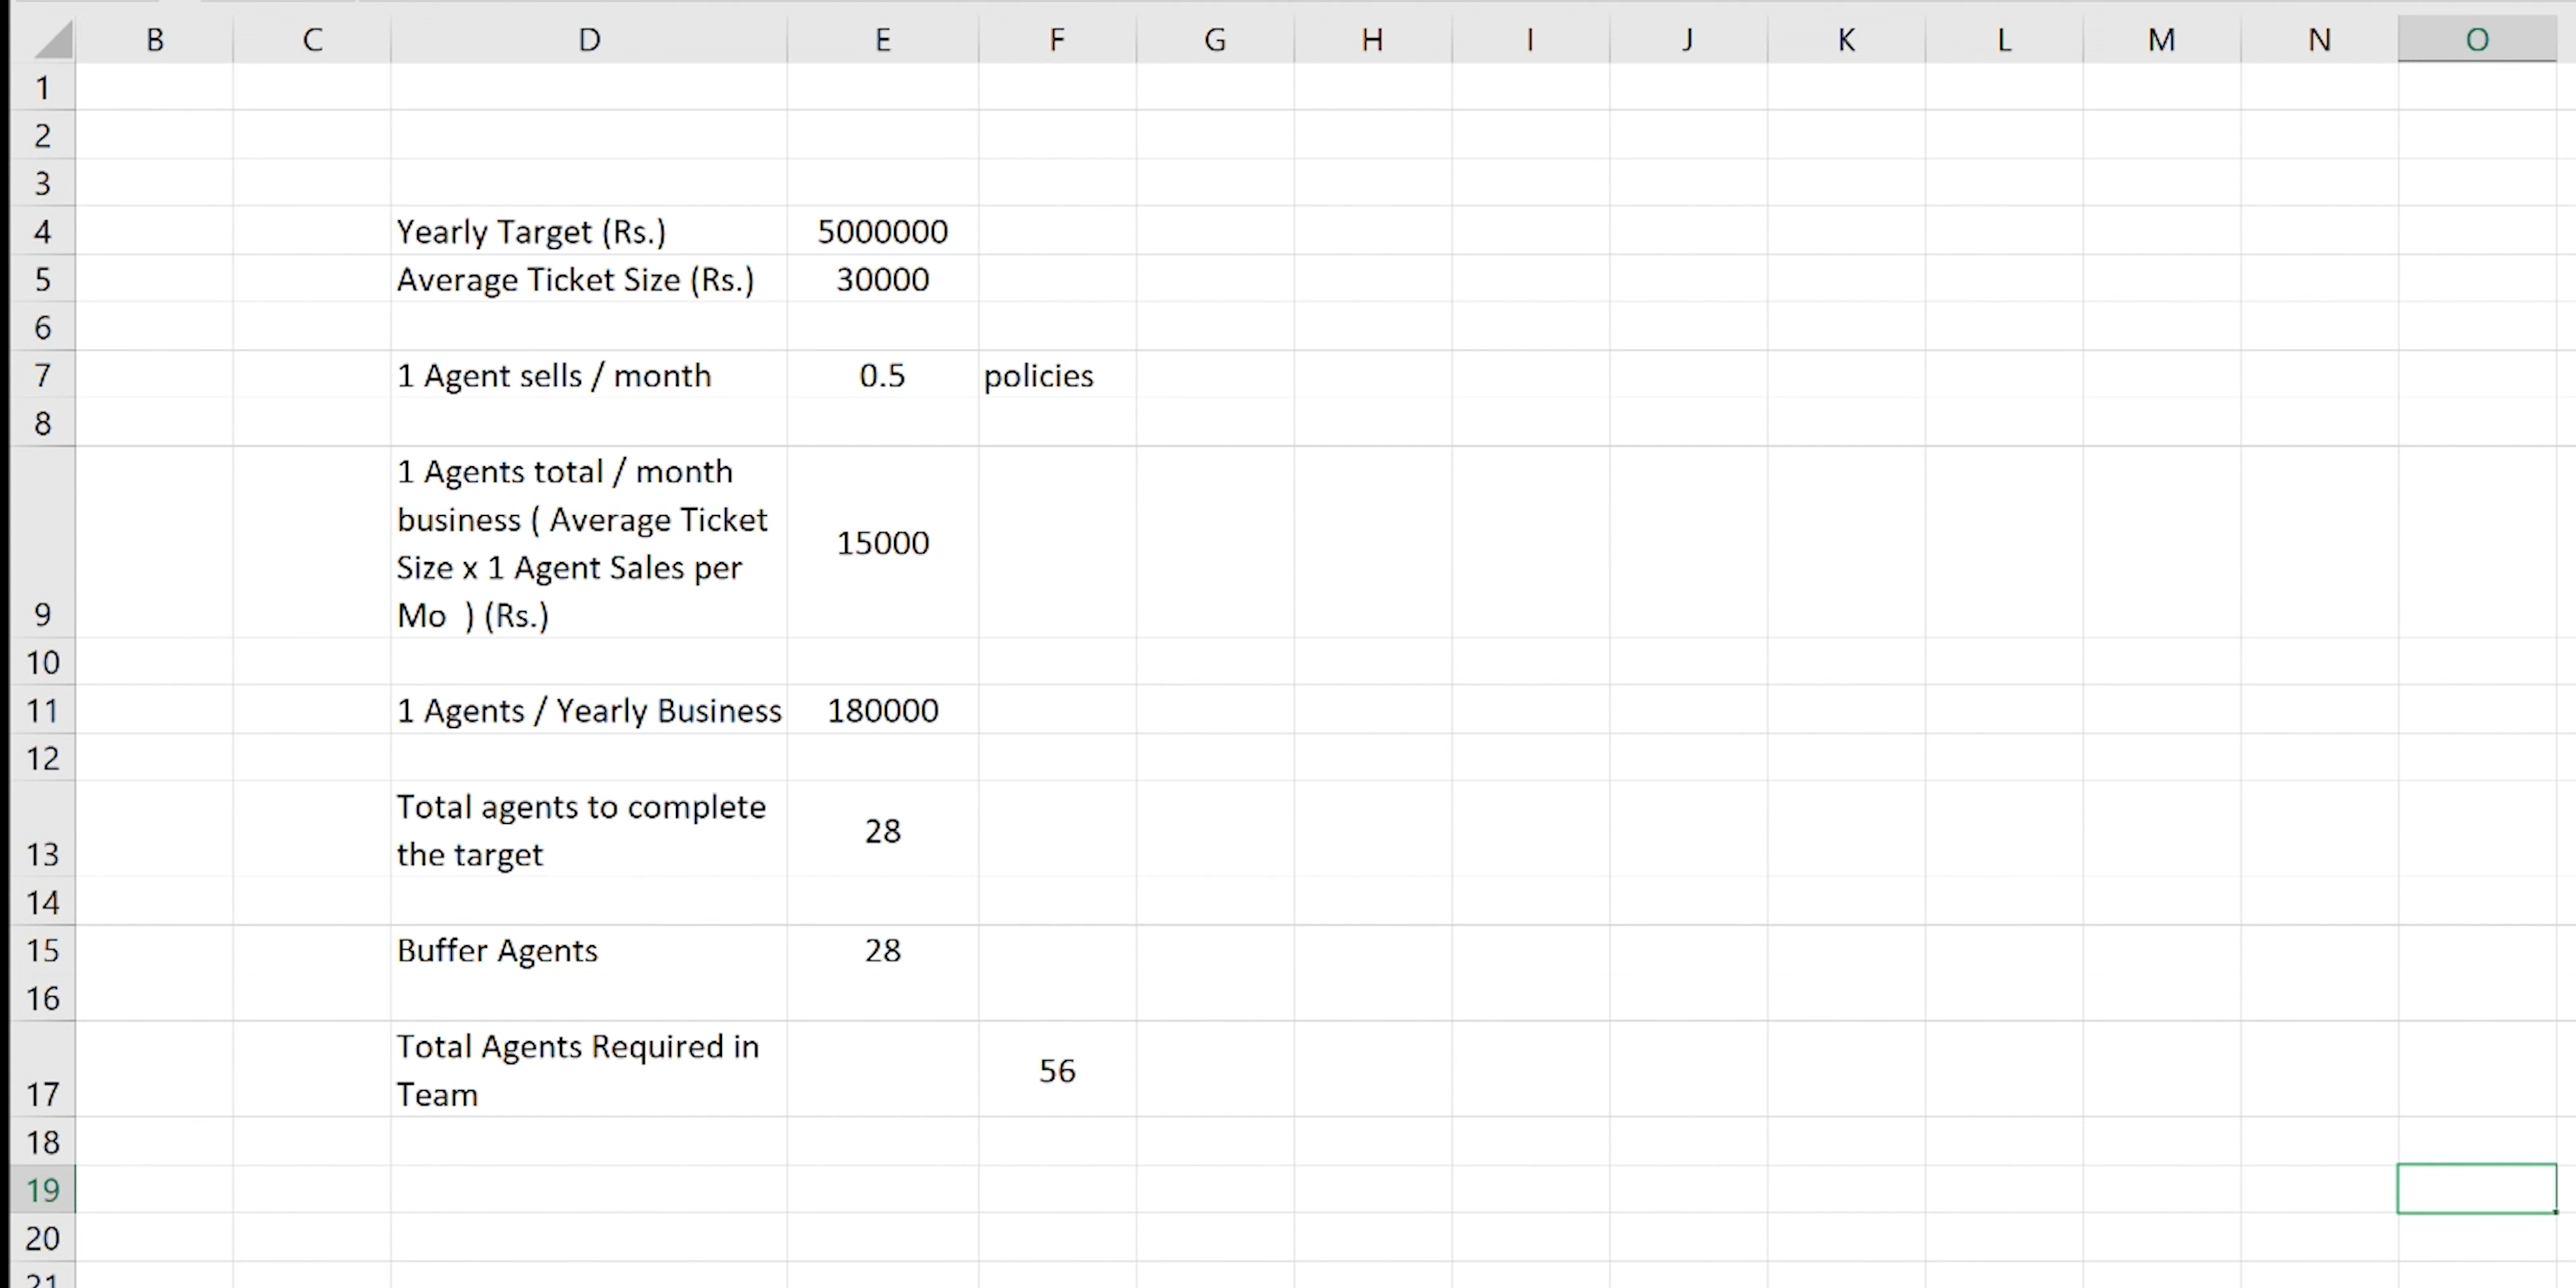 B C D E F G H I J K L M N O
1
2
3
4 Yearly Target (Rs.) 5000000
5 Average Ticket Size (Rs.) 30000
6
7 1 Agent sells / month 0.5 policies
8
1 Agents total / month
business ( Average Ticket
15000
Size x 1 Agent Sales per
9 Mo ) (Rs.)
10
11 1 Agents / Yearly Business 180000
12
Total agents to complete
28
13 the target
14
15 Buffer Agents 28
16
Total Agents Required in
56
17 Team
18
19
20
21